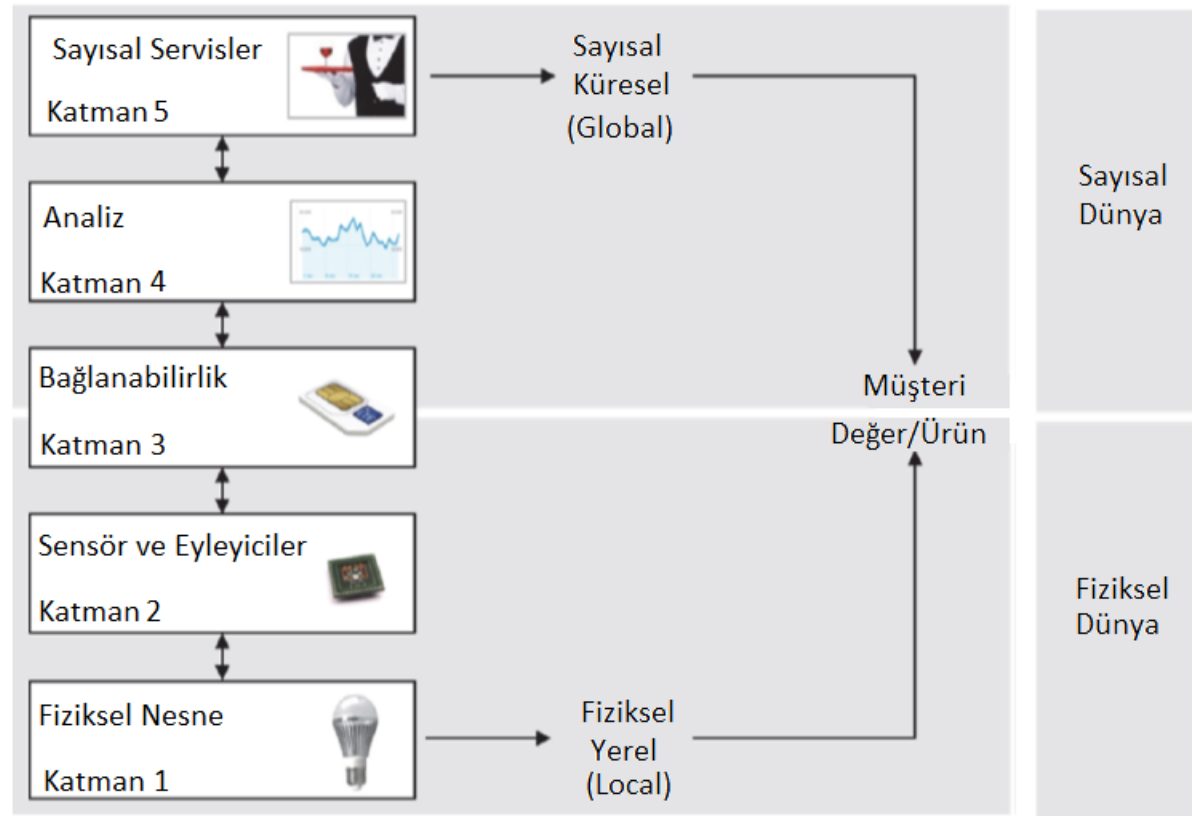 Sayısal Servisler
Katman 5
Sayısal
Küresel
(Global)
Analiz
Katman 4
Bağlanabilirlik
Katman 3
Müşteri
Değer/Ürün
Sensör ve Eyleyiciler
Katman 2
Fiziksel Nesne
Katman 1
Fiziksel
Yerel
(Local)
Sayısal
Dünya
Fiziksel
Dünya